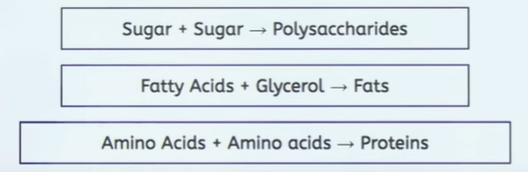 Sugar + Sugar → Polysaccharides
Fatty Acids + Glycerol → Fats
Amino Acids + Amino acids → Proteins